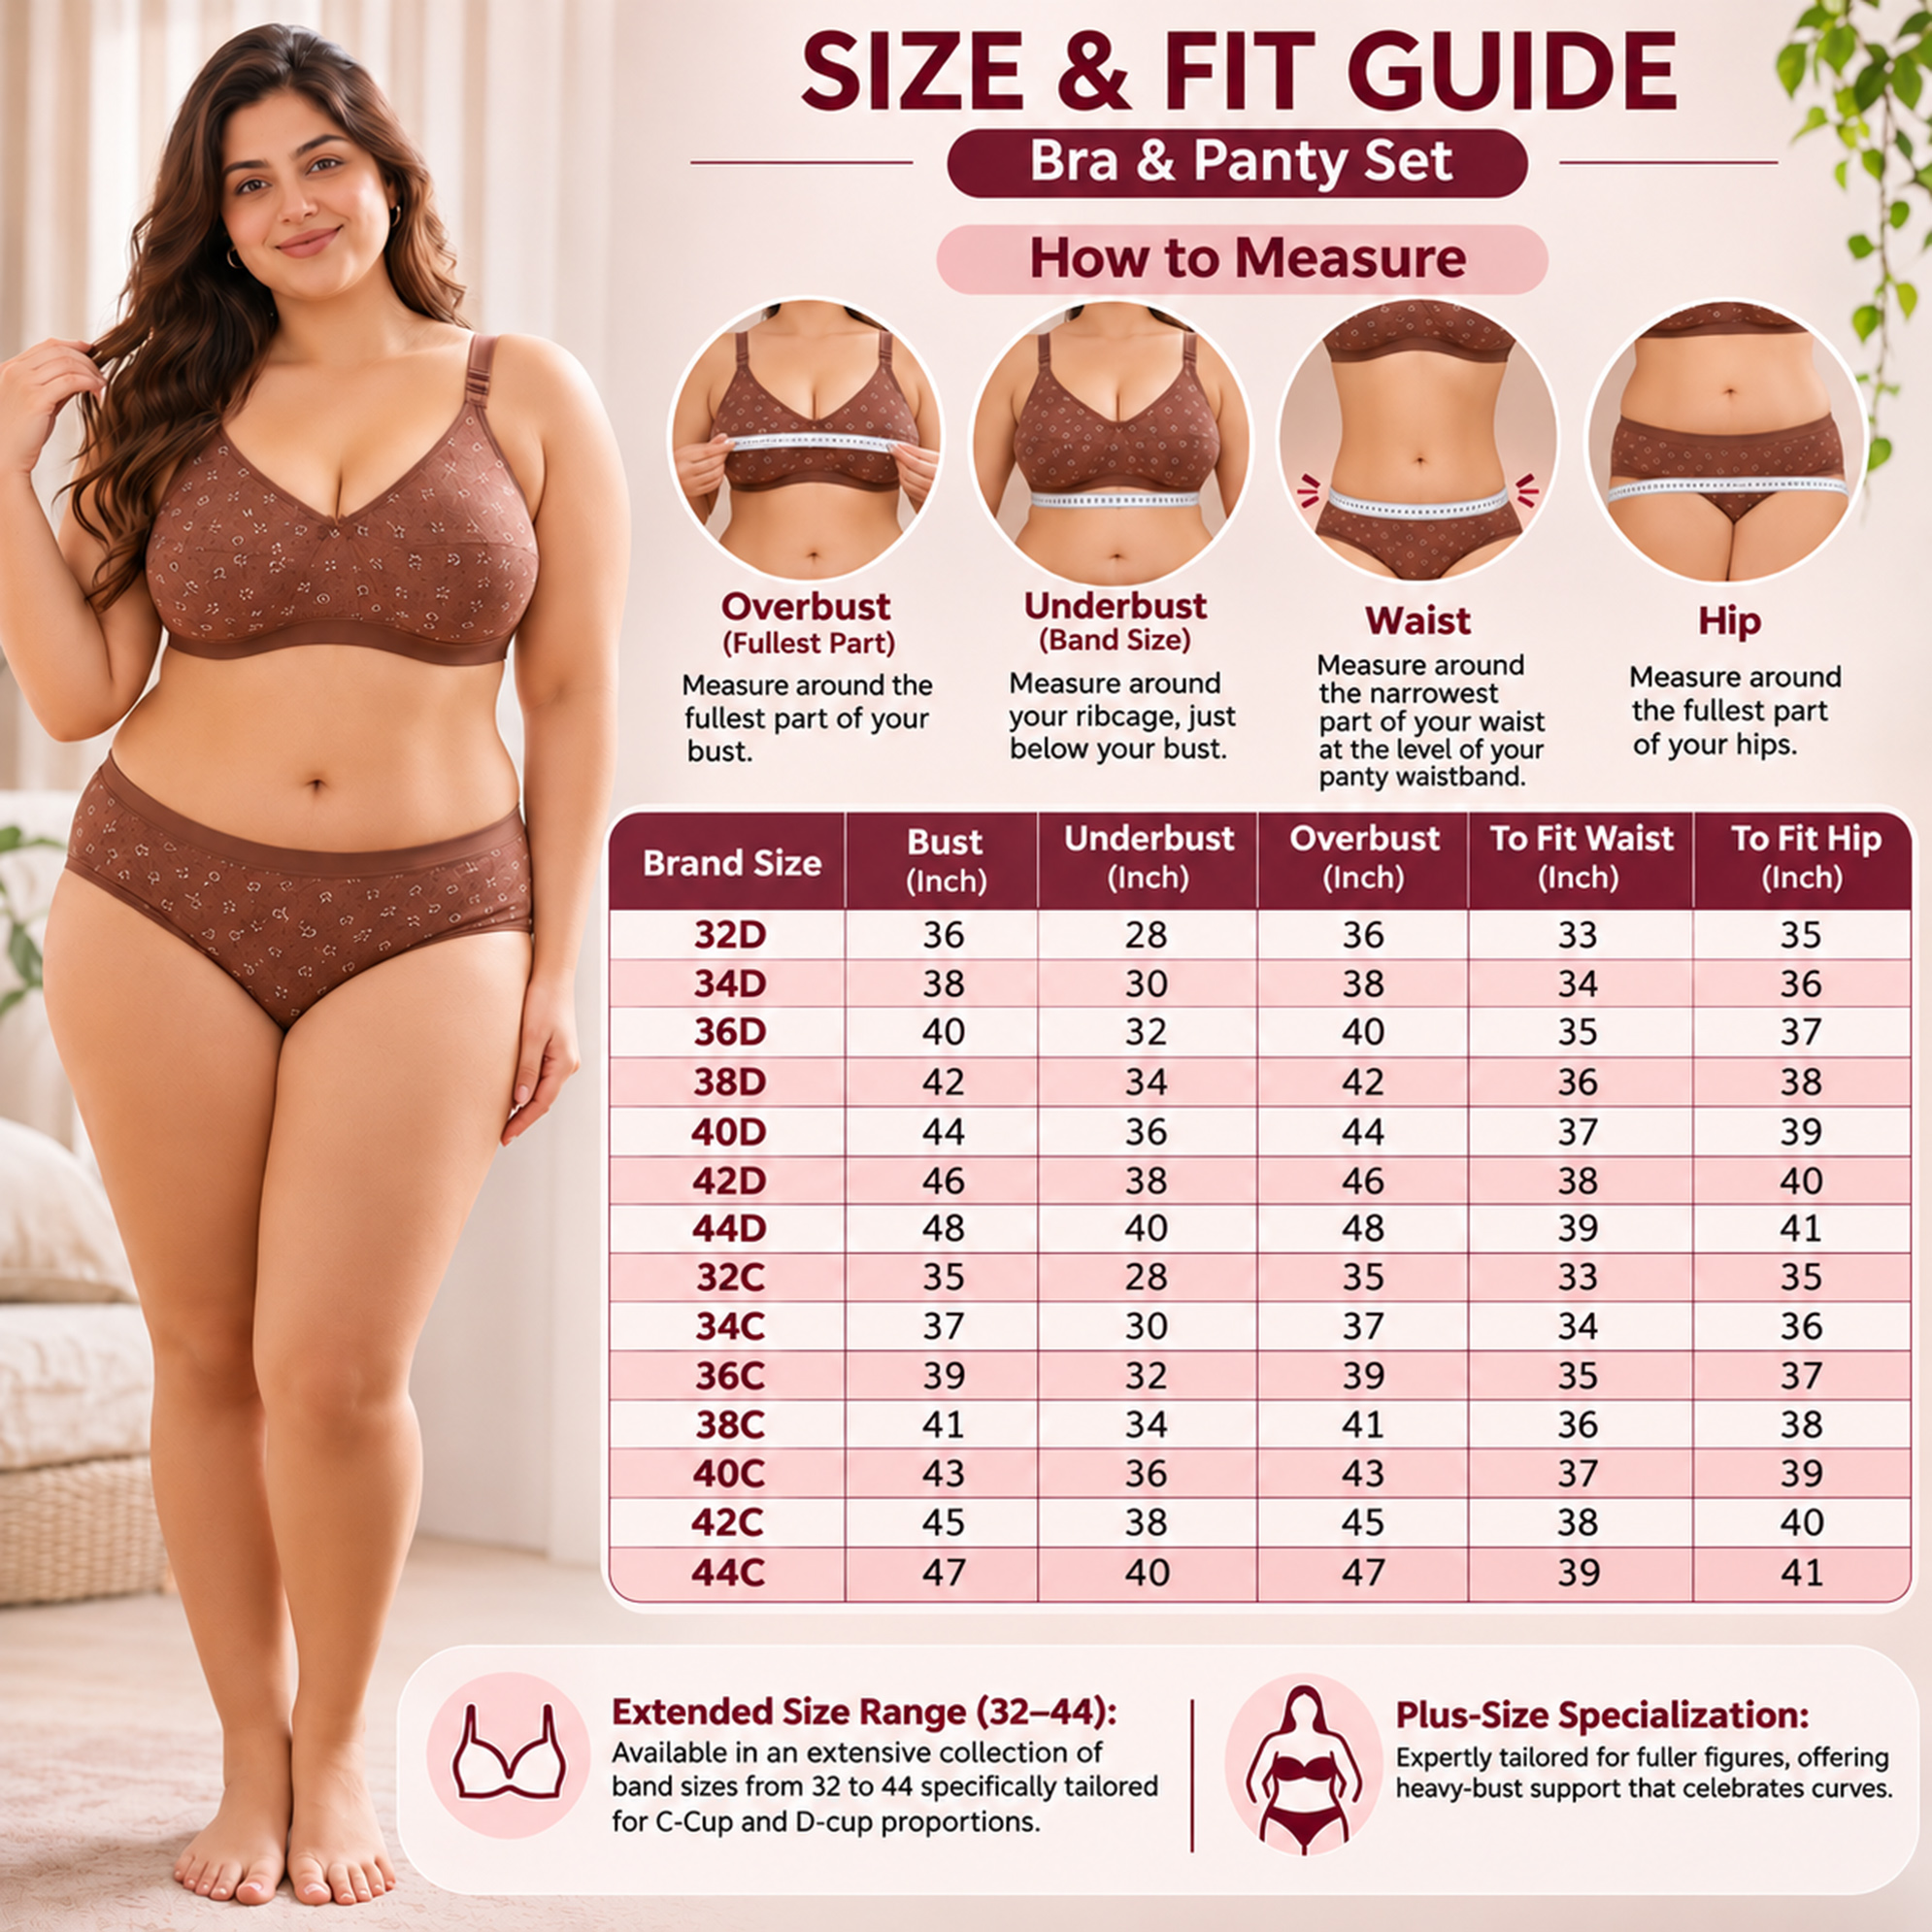 SIZE & FIT GUIDE
Bra & Panty Set
How to Measure
Overbust
(Fullest Part)
Measure around the
fullest part of your
bust.
Underbust
(Band Size)
Measure around
your ribcage, just
below your bust.
Waist
Measure around
the narrowest
part of your waist
at the level of your
panty waistband.
Hip
Measure around
the fullest part
of your hips.
Brand Size Bust (Inch) Underbust (Inch) Overbust (Inch) To Fit Waist (Inch) To Fit Hip (Inch)
32D 36 28 36 33 35
34D 38 30 38 34 36
36D 40 32 40 35 37
38D 42 34 42 36 38
40D 44 36 44 37 39
42D 46 38 46 38 40
44D 48 40 48 39 41
32C 35 28 35 33 35
34C 37 30 37 34 36
36C 39 32 39 35 37
38C 41 34 41 36 38
40C 43 36 43 37 39
42C 45 38 45 38 40
44C 47 40 47 39 41
Extended Size Range (32–44):
Available in an extensive collection of
band sizes from 32 to 44 specifically tailored
for C-Cup and D-cup proportions.
Plus-Size Specialization:
Expertly tailored for fuller figures, offering
heavy-bust support that celebrates curves.